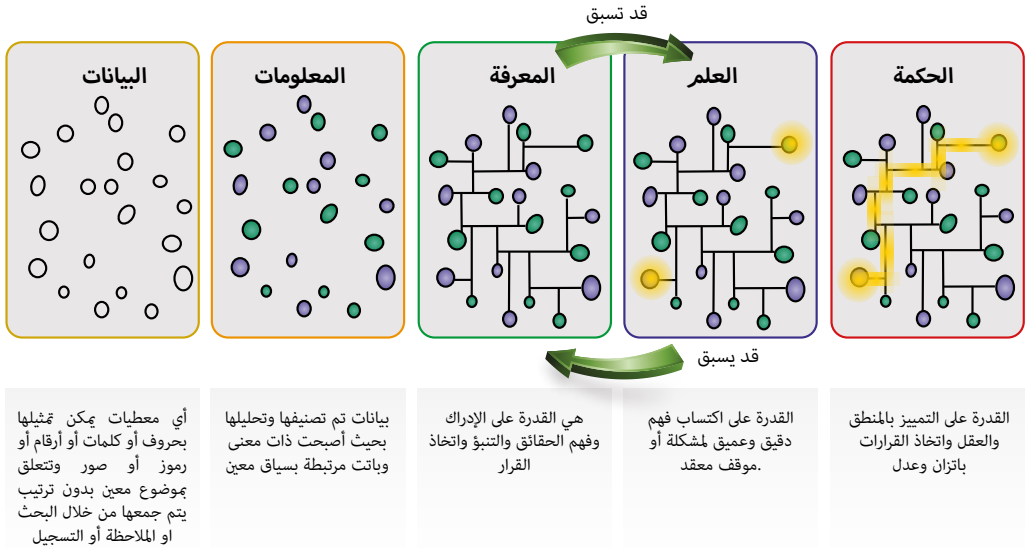 قد تسبق
البيانات
المعلومات
المعرفة
العلم
الحكمة
قد يسبق
أي معطيات يمكن تمثيلها
بحروف أو كلمات أو أرقام أو
رموز أو صور وتتعلق
بموضوع معين بدون ترتيب
يتم جمعها من خلال البحث
او الملاحظة أو التسجيل
بيانات تم تصنيفها وتحليلها
بحيث أصبحت ذات معنى
وباتت مرتبطة بسياق معين
هي القدرة على الإدراك
وفهم الحقائق والتنبؤ واتخاذ
القرار
القدرة على اكتساب فهم
دقيق وعميق لمشكلة أو
موقف معقد.
القدرة على التمييز بالمنطق
والعقل واتخاذ القرارات
باتزان وعدل